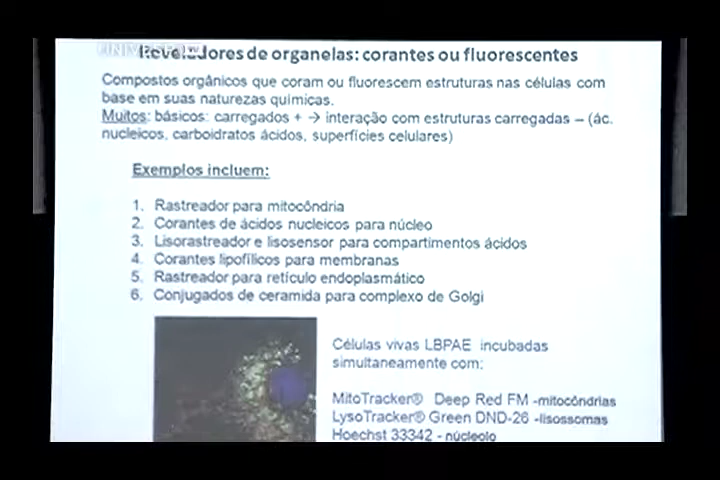 UNIVESP TV
Reveladores de organelas: corantes ou fluorescentes
Compostos orgânicos que coram ou fluorescem estruturas nas células com
base em suas naturezas químicas.
Muitos: básicos: carregados + → interação com estruturas carregadas – (ác.
nucleicos, carboidratos ácidos, superfícies celulares)
Exemplos incluem:
1. Rastreador para mitocôndria
2. Corantes de ácidos nucleicos para núcleo
3. Lisorastreador e lisosensor para compartimentos ácidos
4. Corantes lipofílicos para membranas
5. Rastreador para retículo endoplasmático
6. Conjugados de ceramida para complexo de Golgi
Células vivas LBPAE incubadas
simultaneamente com:
MitoTracker® Deep Red FM -mitocôndrias
LysoTracker® Green DND-26 -lisossomas
Hoechst 33342 - núcleolo